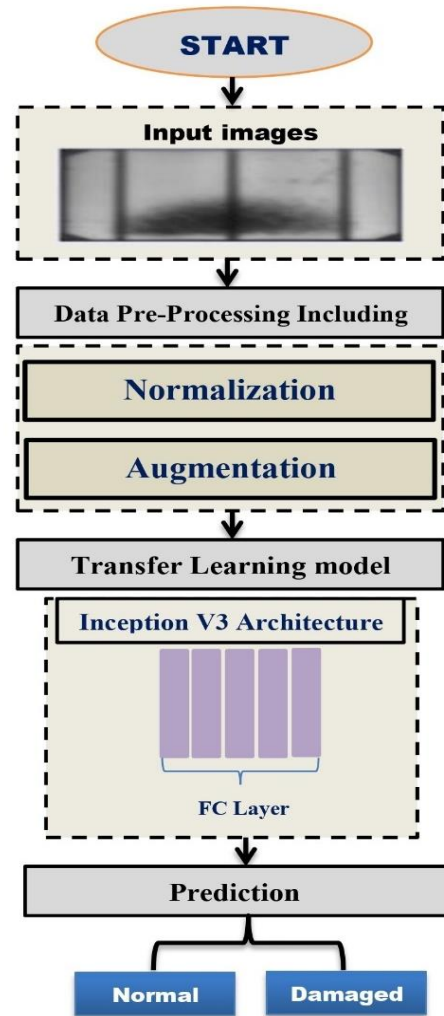 START
Input images
Data Pre-Processing Including
Normalization
Augmentation
Transfer Learning model
Inception V3 Architecture
FC Layer
Prediction
Normal
Damaged